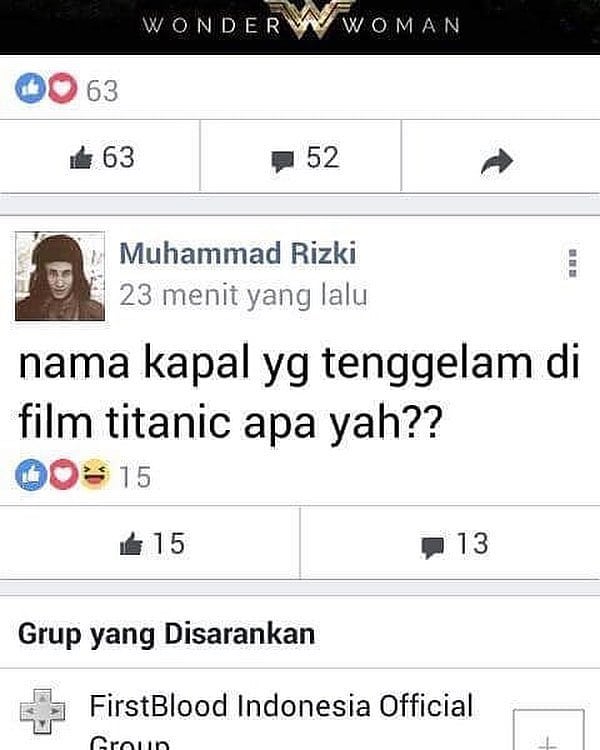 WONDER WOMAN
63
63 52
Muhammad Rizki
23 menit yang lalu
nama kapal yg tenggelam di
film titanic apa yah??
15
15 13
Grup yang Disarankan
FirstBlood Indonesia Official
Group